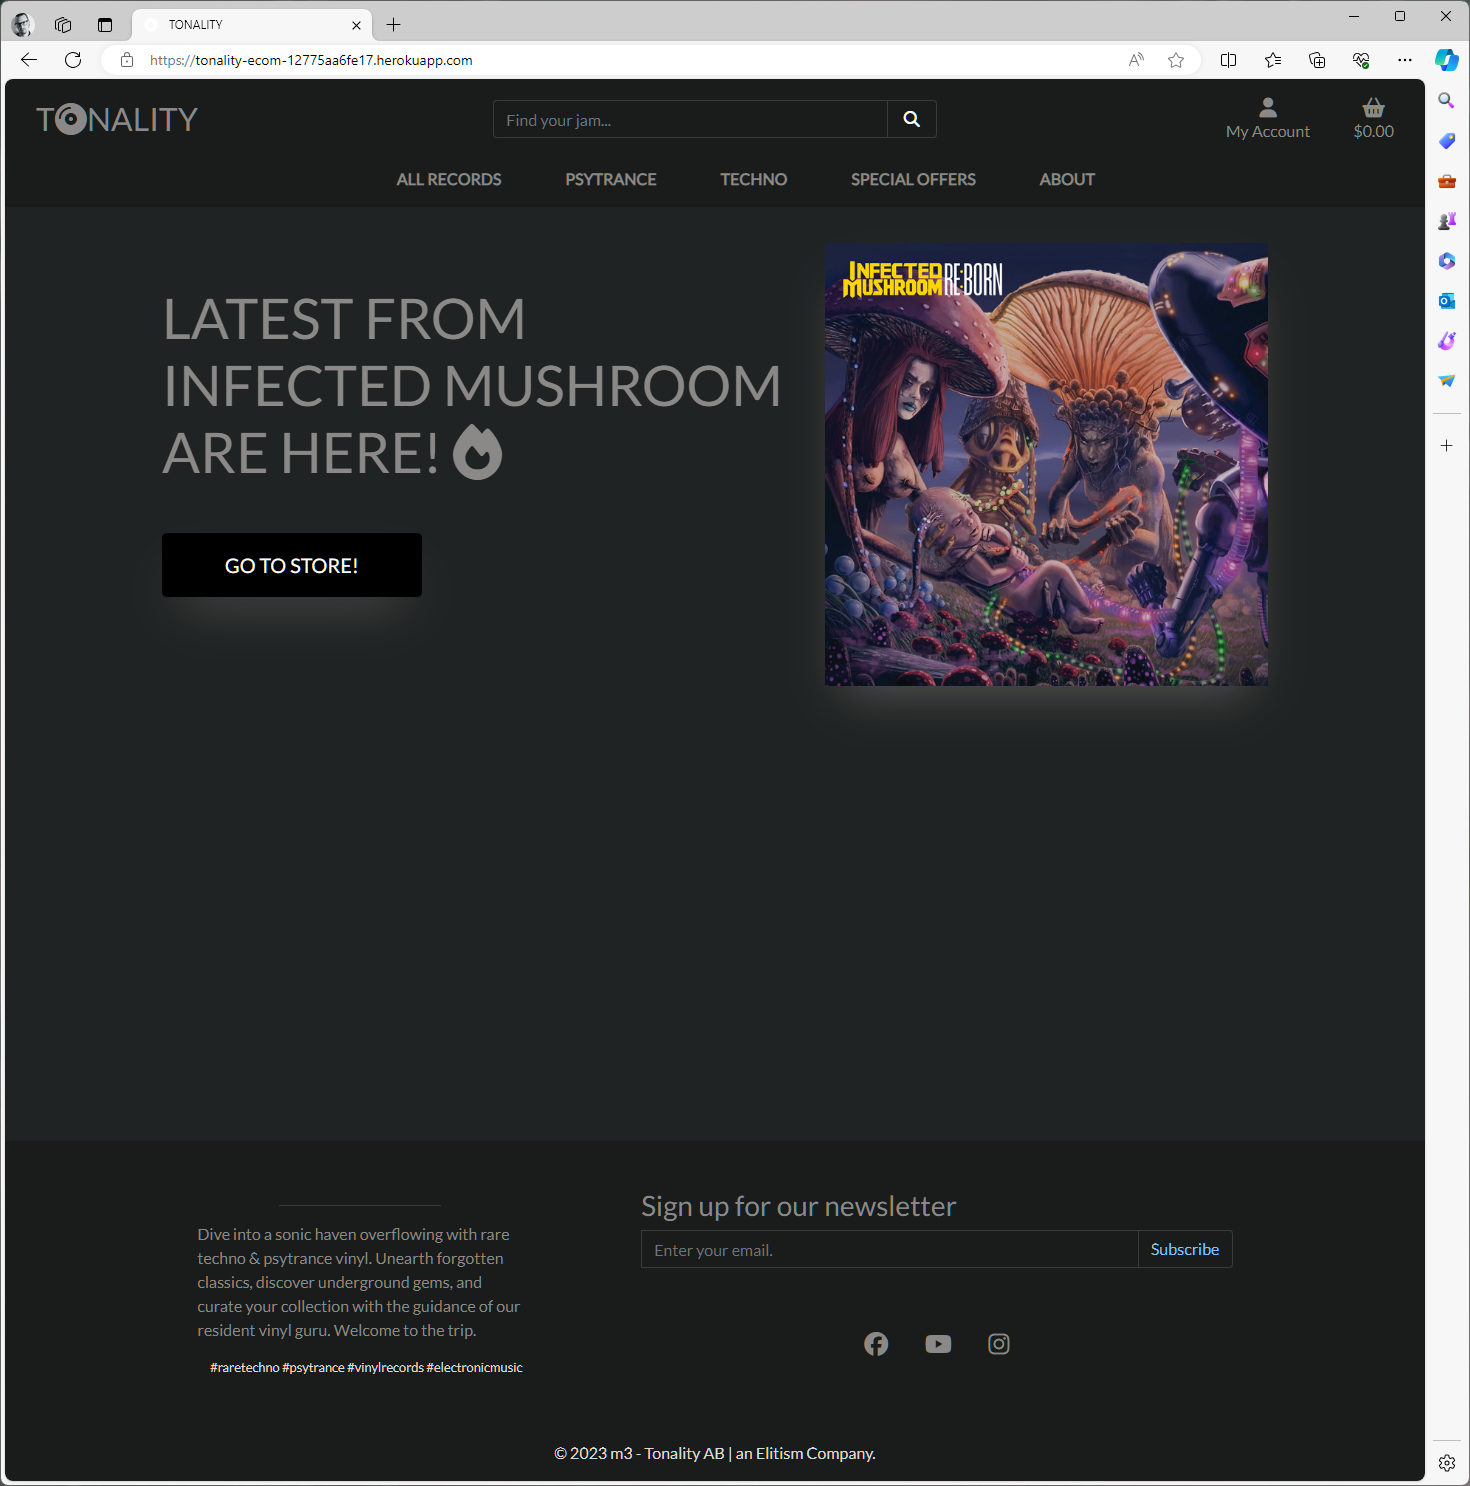 TONALITY
https://tonality-ecom-12775aa6fe17.herokuapp.com
TONALITY
Find your jam...
My Account
$0.00
ALL RECORDS
PSYTRANCE
TECHNO
SPECIAL OFFERS
ABOUT
LATEST FROM
INFECTED MUSHROOM
ARE HERE!
GO TO STORE!
INFECTED
MUSHROOM RE:BORN
Dive into a sonic haven overflowing with rare
techno & psytrance vinyl. Unearth forgotten
classics, discover underground gems, and
curate your collection with the guidance of our
resident vinyl guru. Welcome to the trip.
#raretechno #psytrance #vinylrecords #electronicmusic
Sign up for our newsletter
Enter your email.
Subscribe
© 2023 m3 - Tonality AB | an Elitism Company.